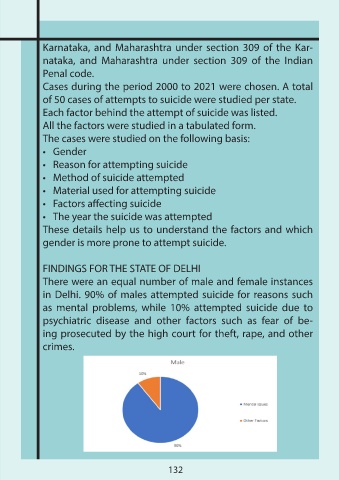 Karnataka, and Maharashtra under section 309 of the Kar-
nataka, and Maharashtra under section 309 of the Indian
Penal code.
Cases during the period 2000 to 2021 were chosen. A total
of 50 cases of attempts to suicide were studied per state.
Each factor behind the attempt of suicide was listed.
All the factors were studied in a tabulated form.
The cases were studied on the following basis:
• Gender
• Reason for attempting suicide
• Method of suicide attempted
• Material used for attempting suicide
• Factors affecting suicide
• The year the suicide was attempted
These details help us to understand the factors and which
gender is more prone to attempt suicide.
FINDINGS FOR THE STATE OF DELHI
There were an equal number of male and female instances
in Delhi. 90% of males attempted suicide for reasons such
as mental problems, while 10% attempted suicide due to
psychiatric disease and other factors such as fear of be-
ing prosecuted by the high court for theft, rape, and other
crimes.
Male
10%
Mental Issues
Other Factors
90%
132